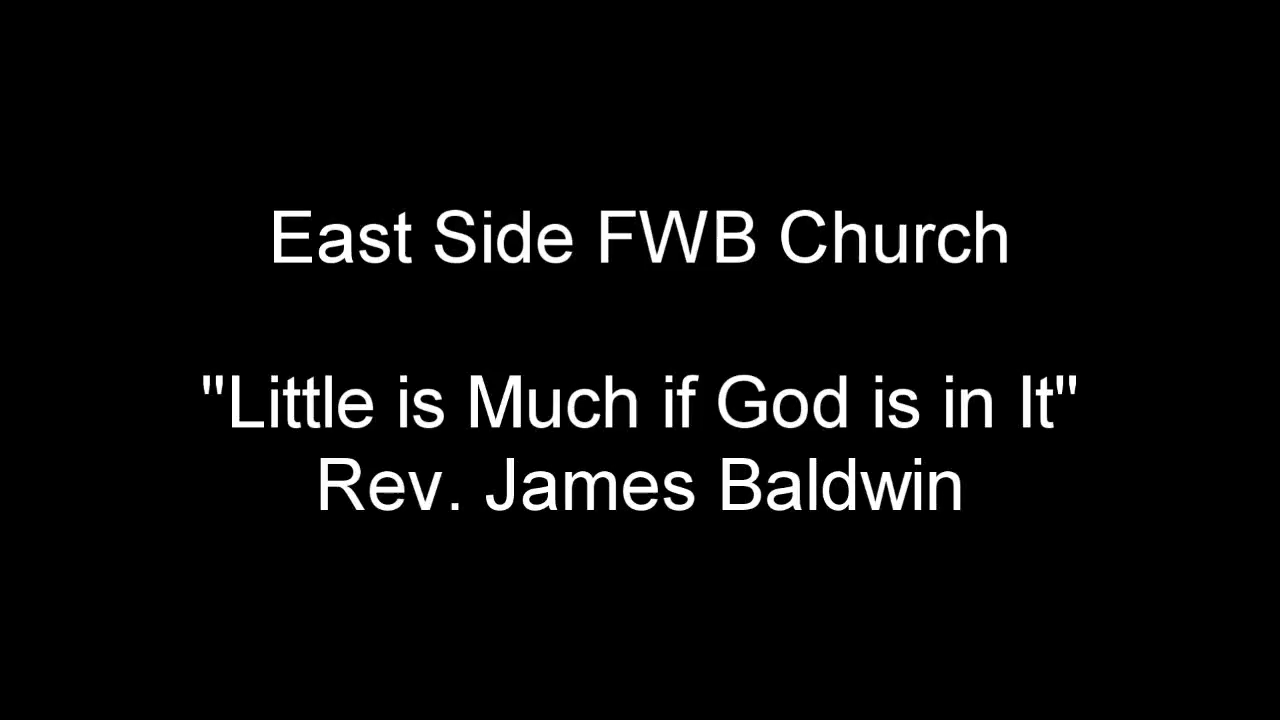 East Side FWB Church
"Little is Much if God is in It"
Rev. James Baldwin